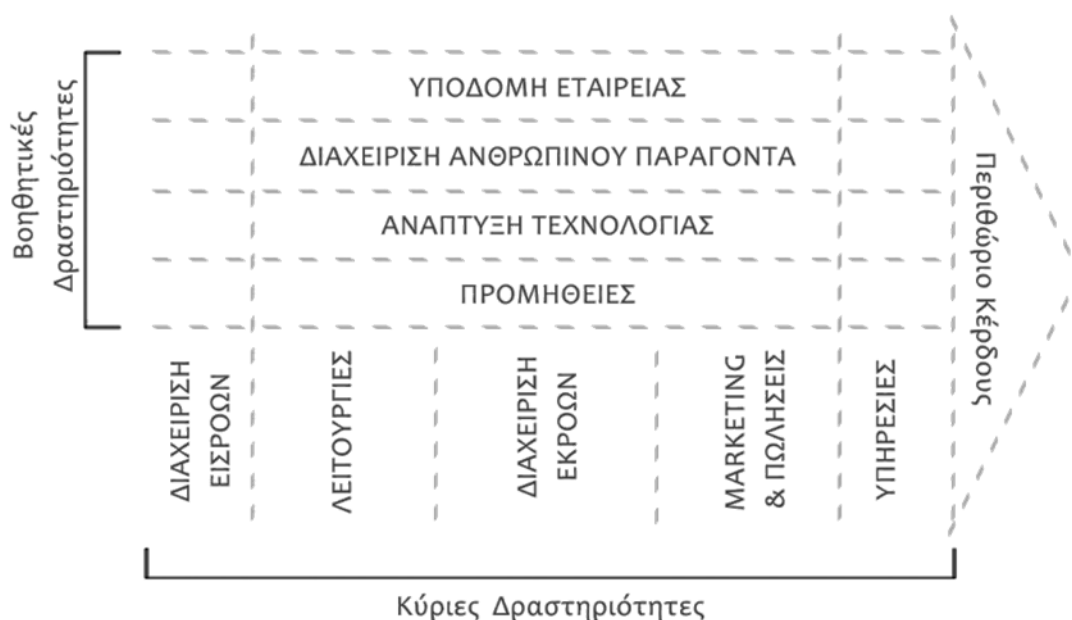 Βοηθητικές
Δραστηριότητες
ΥΠΟΔΟΜΗ ΕΤΑΙΡΕΙΑΣ
ΔΙΑΧΕΙΡΙΣΗ ΑΝΘΡΩΠΙΝΟΥ ΠΑΡΑΓΟΝΤΑ
ΑΝΑΠΤΥΞΗ ΤΕΧΝΟΛΟΓΙΑΣ
ΠΡΟΜΗΘΕΙΕΣ
ΔΙΑΧΕΙΡΙΣΗ
ΕΙΣΡΟΩΝ
ΛΕΙΤΟΥΡΓΙΕΣ
ΔΙΑΧΕΙΡΙΣΗ
ΕΚΡΟΩΝ
MARKETING
& ΠΩΛΗΣΕΙΣ
ΥΠΗΡΕΣΙΕΣ
Περιθώριο Κέρδους
Κύριες Δραστηριότητες